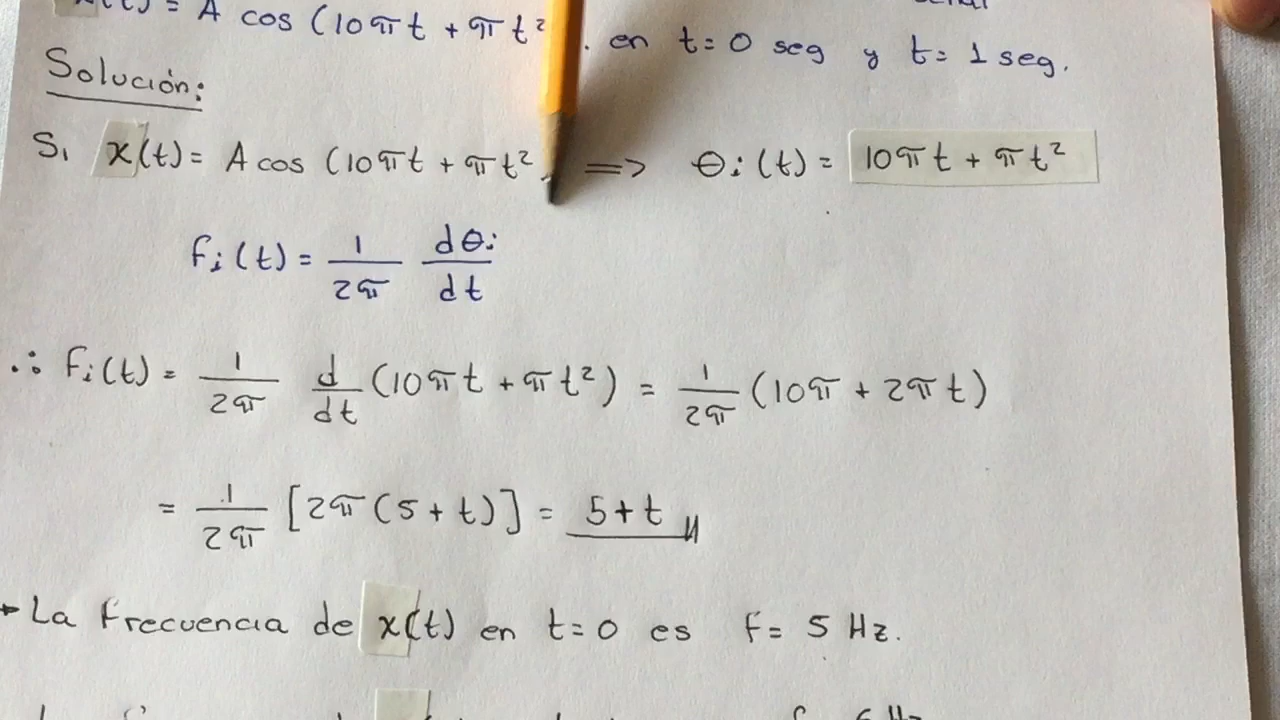 x(t) = A cos (10πt + πt² . en t=0 seg y t= 1 seg.
Solución:
Si x(t) = A cos (10πt + πt² ⇒ θi(t) = 10πt + πt²
fi(t) = 1/2π dθi/dt
∴ fi(t) = 1/2π d/dt (10πt + πt²) = 1/2π (10π + 2πt)
= 1/2π [2π(5+t)] = 5+t
La frecuencia de x(t) en t=0 es f= 5 Hz.